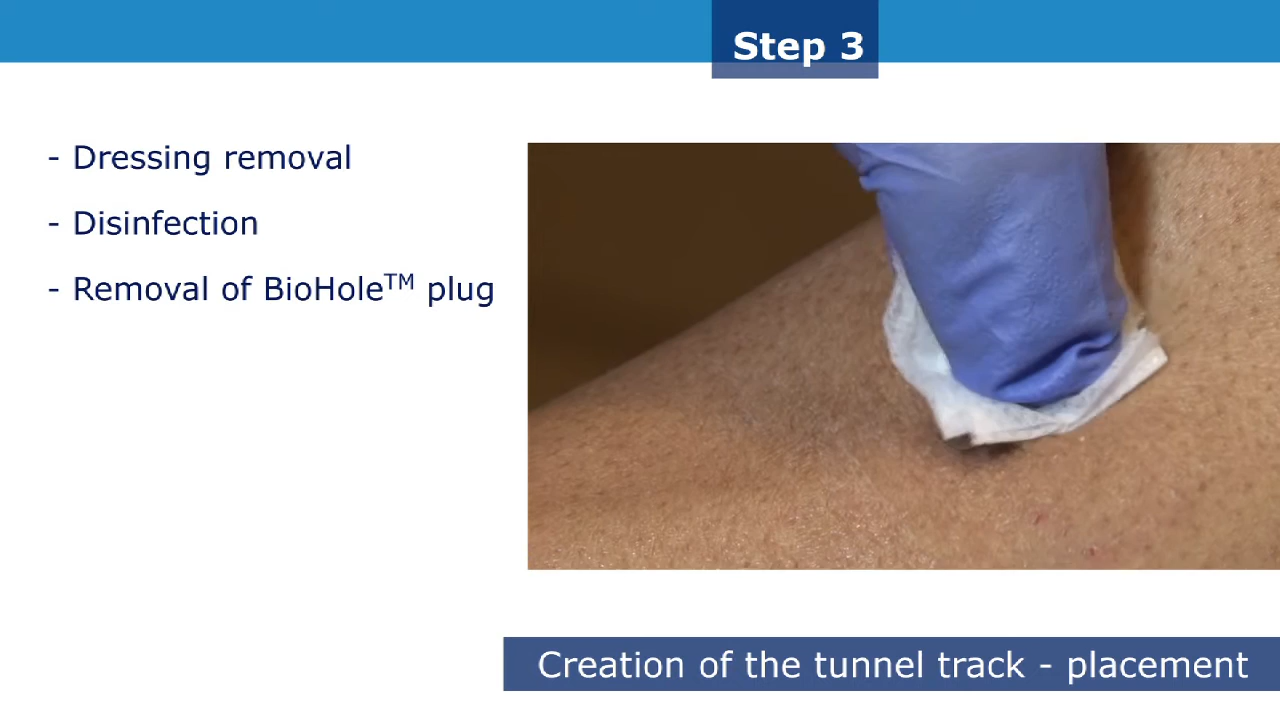 Step 3
- Dressing removal
- Disinfection
- Removal of BioHole™ plug
Creation of the tunnel track - placement